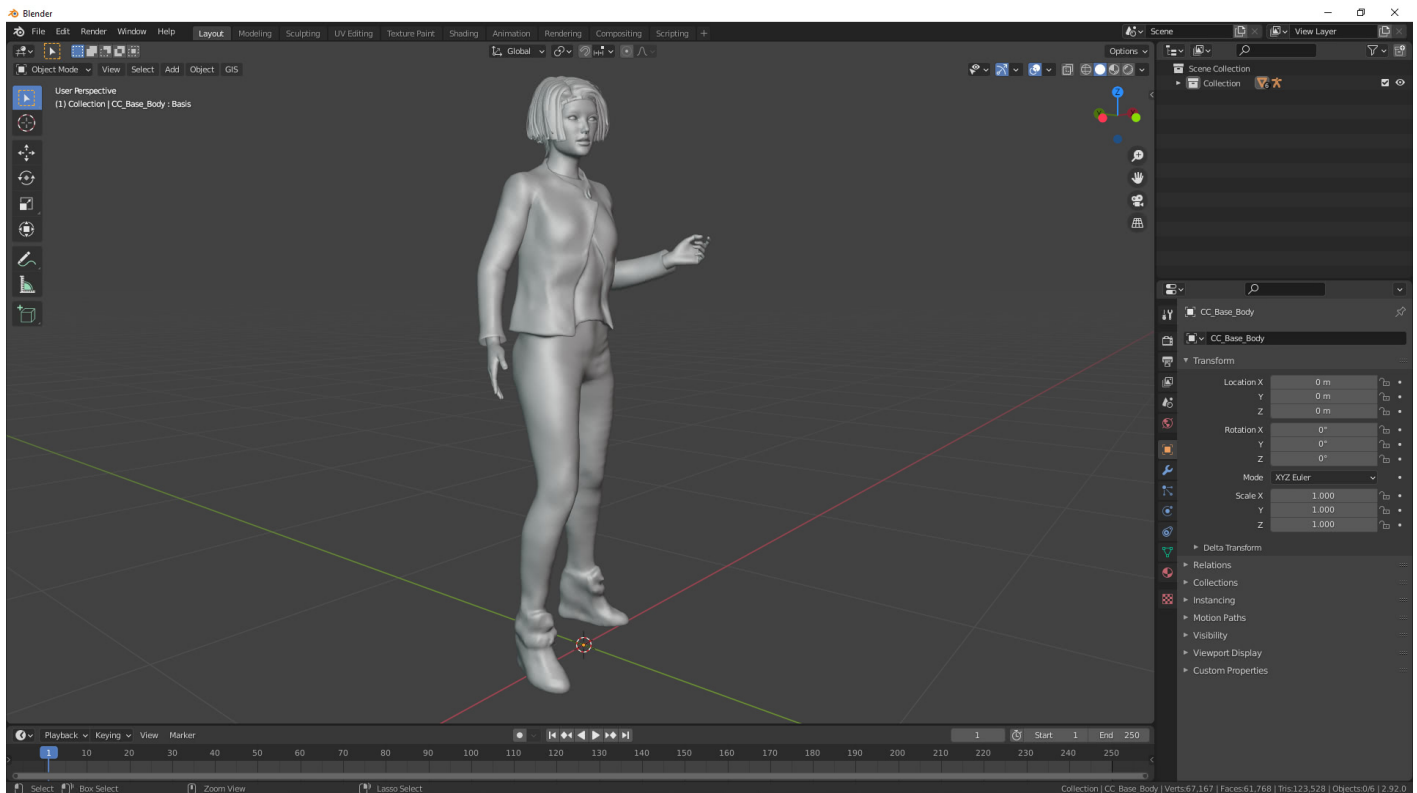 Blender
File Edit Render Window Help Layout Modeling Sculpting UV Editing Texture Paint Shading Animation Rendering Compositing Scripting + Scene View Layer
Global Options
Object Mode View Select Add Object GIS
User Perspective
(1) Collection | CC_Base_Body : Basis
Z
Scene Collection
Collection 6
CC_Base_Body
CC_Base_Body
Transform
Location X 0 m
Y 0 m
Z 0 m
Rotation X 0°
Y 0°
Z 0°
Mode XYZ Euler
Scale X 1.000
Y 1.000
Z 1.000
Delta Transform
Relations
Collections
Instancing
Motion Paths
Visibility
Viewport Display
Custom Properties
Playback Keying View Marker 1 Start 1 End 250
1 10 20 30 40 50 60 70 80 90 100 110 120 130 140 150 160 170 180 190 200 210 220 230 240 250
Select Box Select Zoom View Lasso Select Collection | CC_Base_Body | Verts:67,167 | Faces:61,768 | Tris:123,528 | Objects:0/6 | 2.92.0